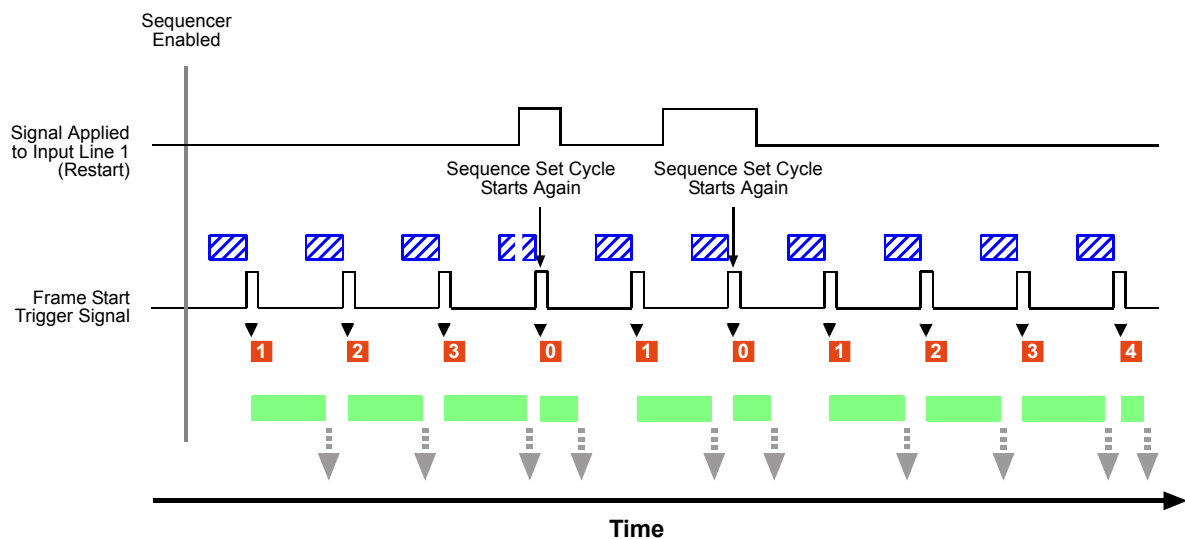 Sequencer
Enabled
Signal Applied
to Input Line 1
(Restart)
Sequence Set Cycle
Starts Again
Sequence Set Cycle
Starts Again
Frame Start
Trigger Signal
1 2 3 0 1 0 1 2 3 4
Time